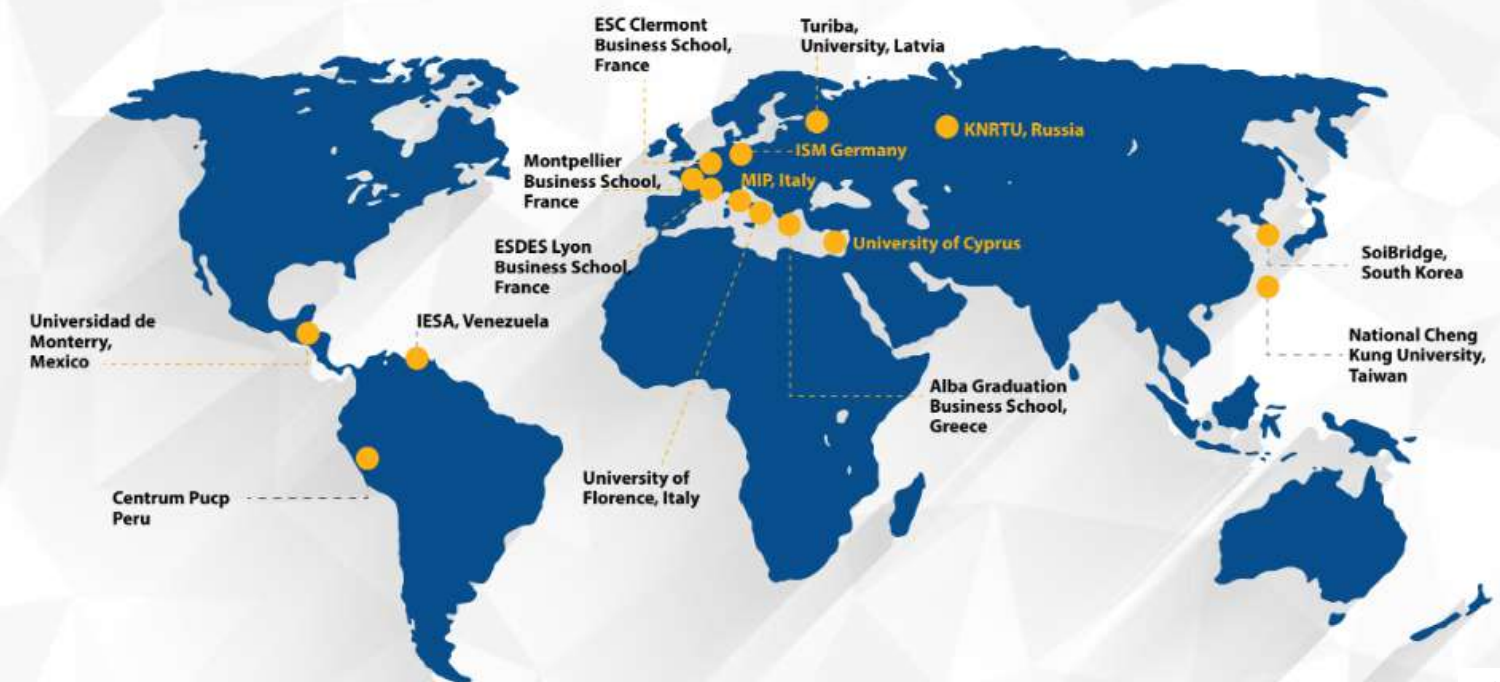 ESC Clermont
Business School,
France
Turiba,
University, Latvia
KNRTU, Russia
ISM Germany
Montpellier
Business School,
France
MIP, Italy
ESDES Lyon
Business School,
France
University of Cyprus
SolBridge,
South Korea
Universidad de
Monterry,
Mexico
IESA, Venezuela
National Cheng
Kung University,
Taiwan
Alba Graduation
Business School,
Greece
University of
Florence, Italy
Centrum Pucp
Peru